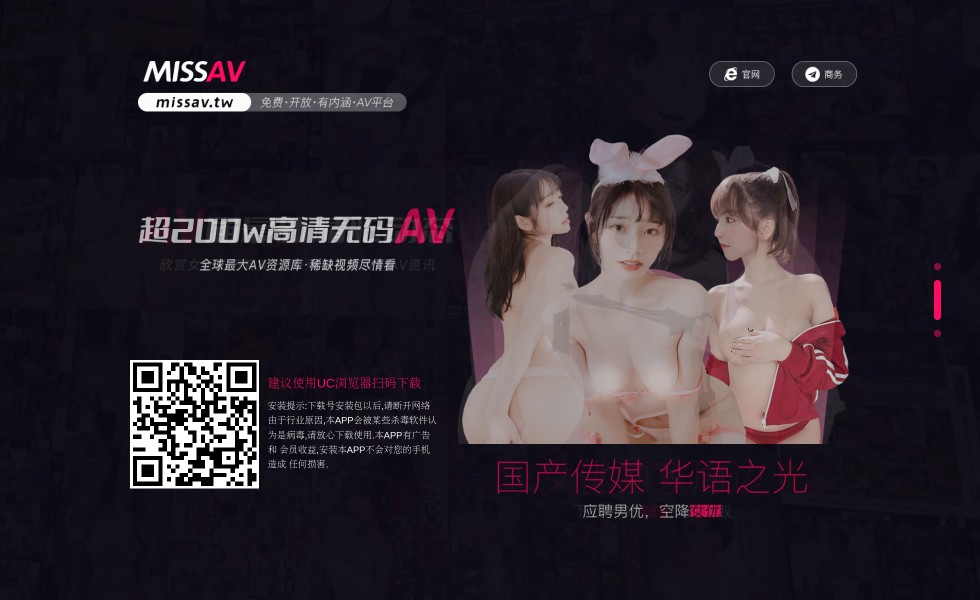 MISSAV
missav.tw 免费·开放·有内涵·AV平台
官网
商务
超200w高清无码AV
全球最大AV资源库·稀缺视频尽情看
建议使用UC浏览器扫码下载
安装提示:下载号安装包以后,请断开网络
由于行业原因,本APP会被某些杀毒软件认
为是病毒,请放心下载使用,本APP有广告
和 会员收益,安装本APP不会对您的手机
造成 任何损害.
国产传媒 华语之光
应聘男优，空降女优